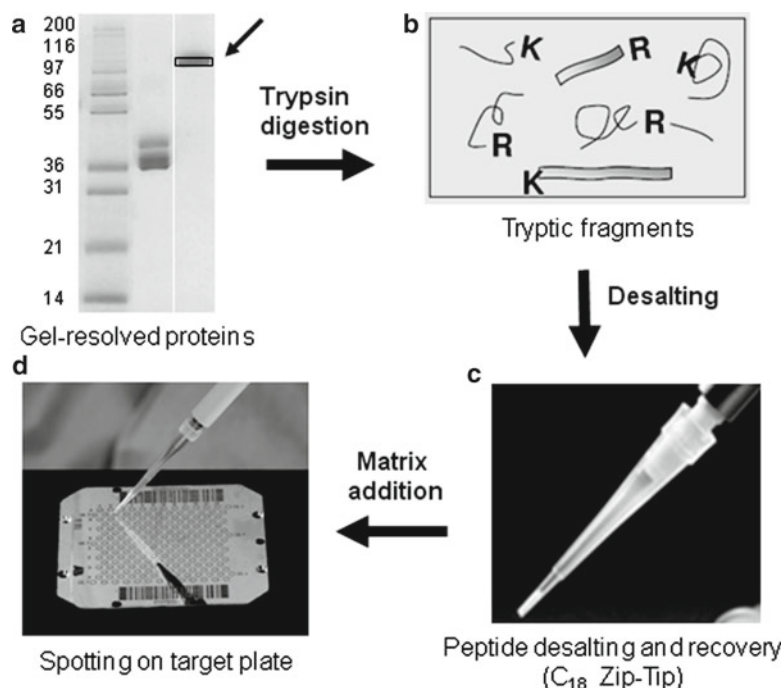 a
200
116
97
66
55
36
31
21
14
Gel-resolved proteins
Trypsin
digestion
b
K
R
K
R
R
K
Tryptic fragments
Desalting
c
Peptide desalting and recovery
(C18 Zip-Tip)
Matrix
addition
d
Spotting on target plate